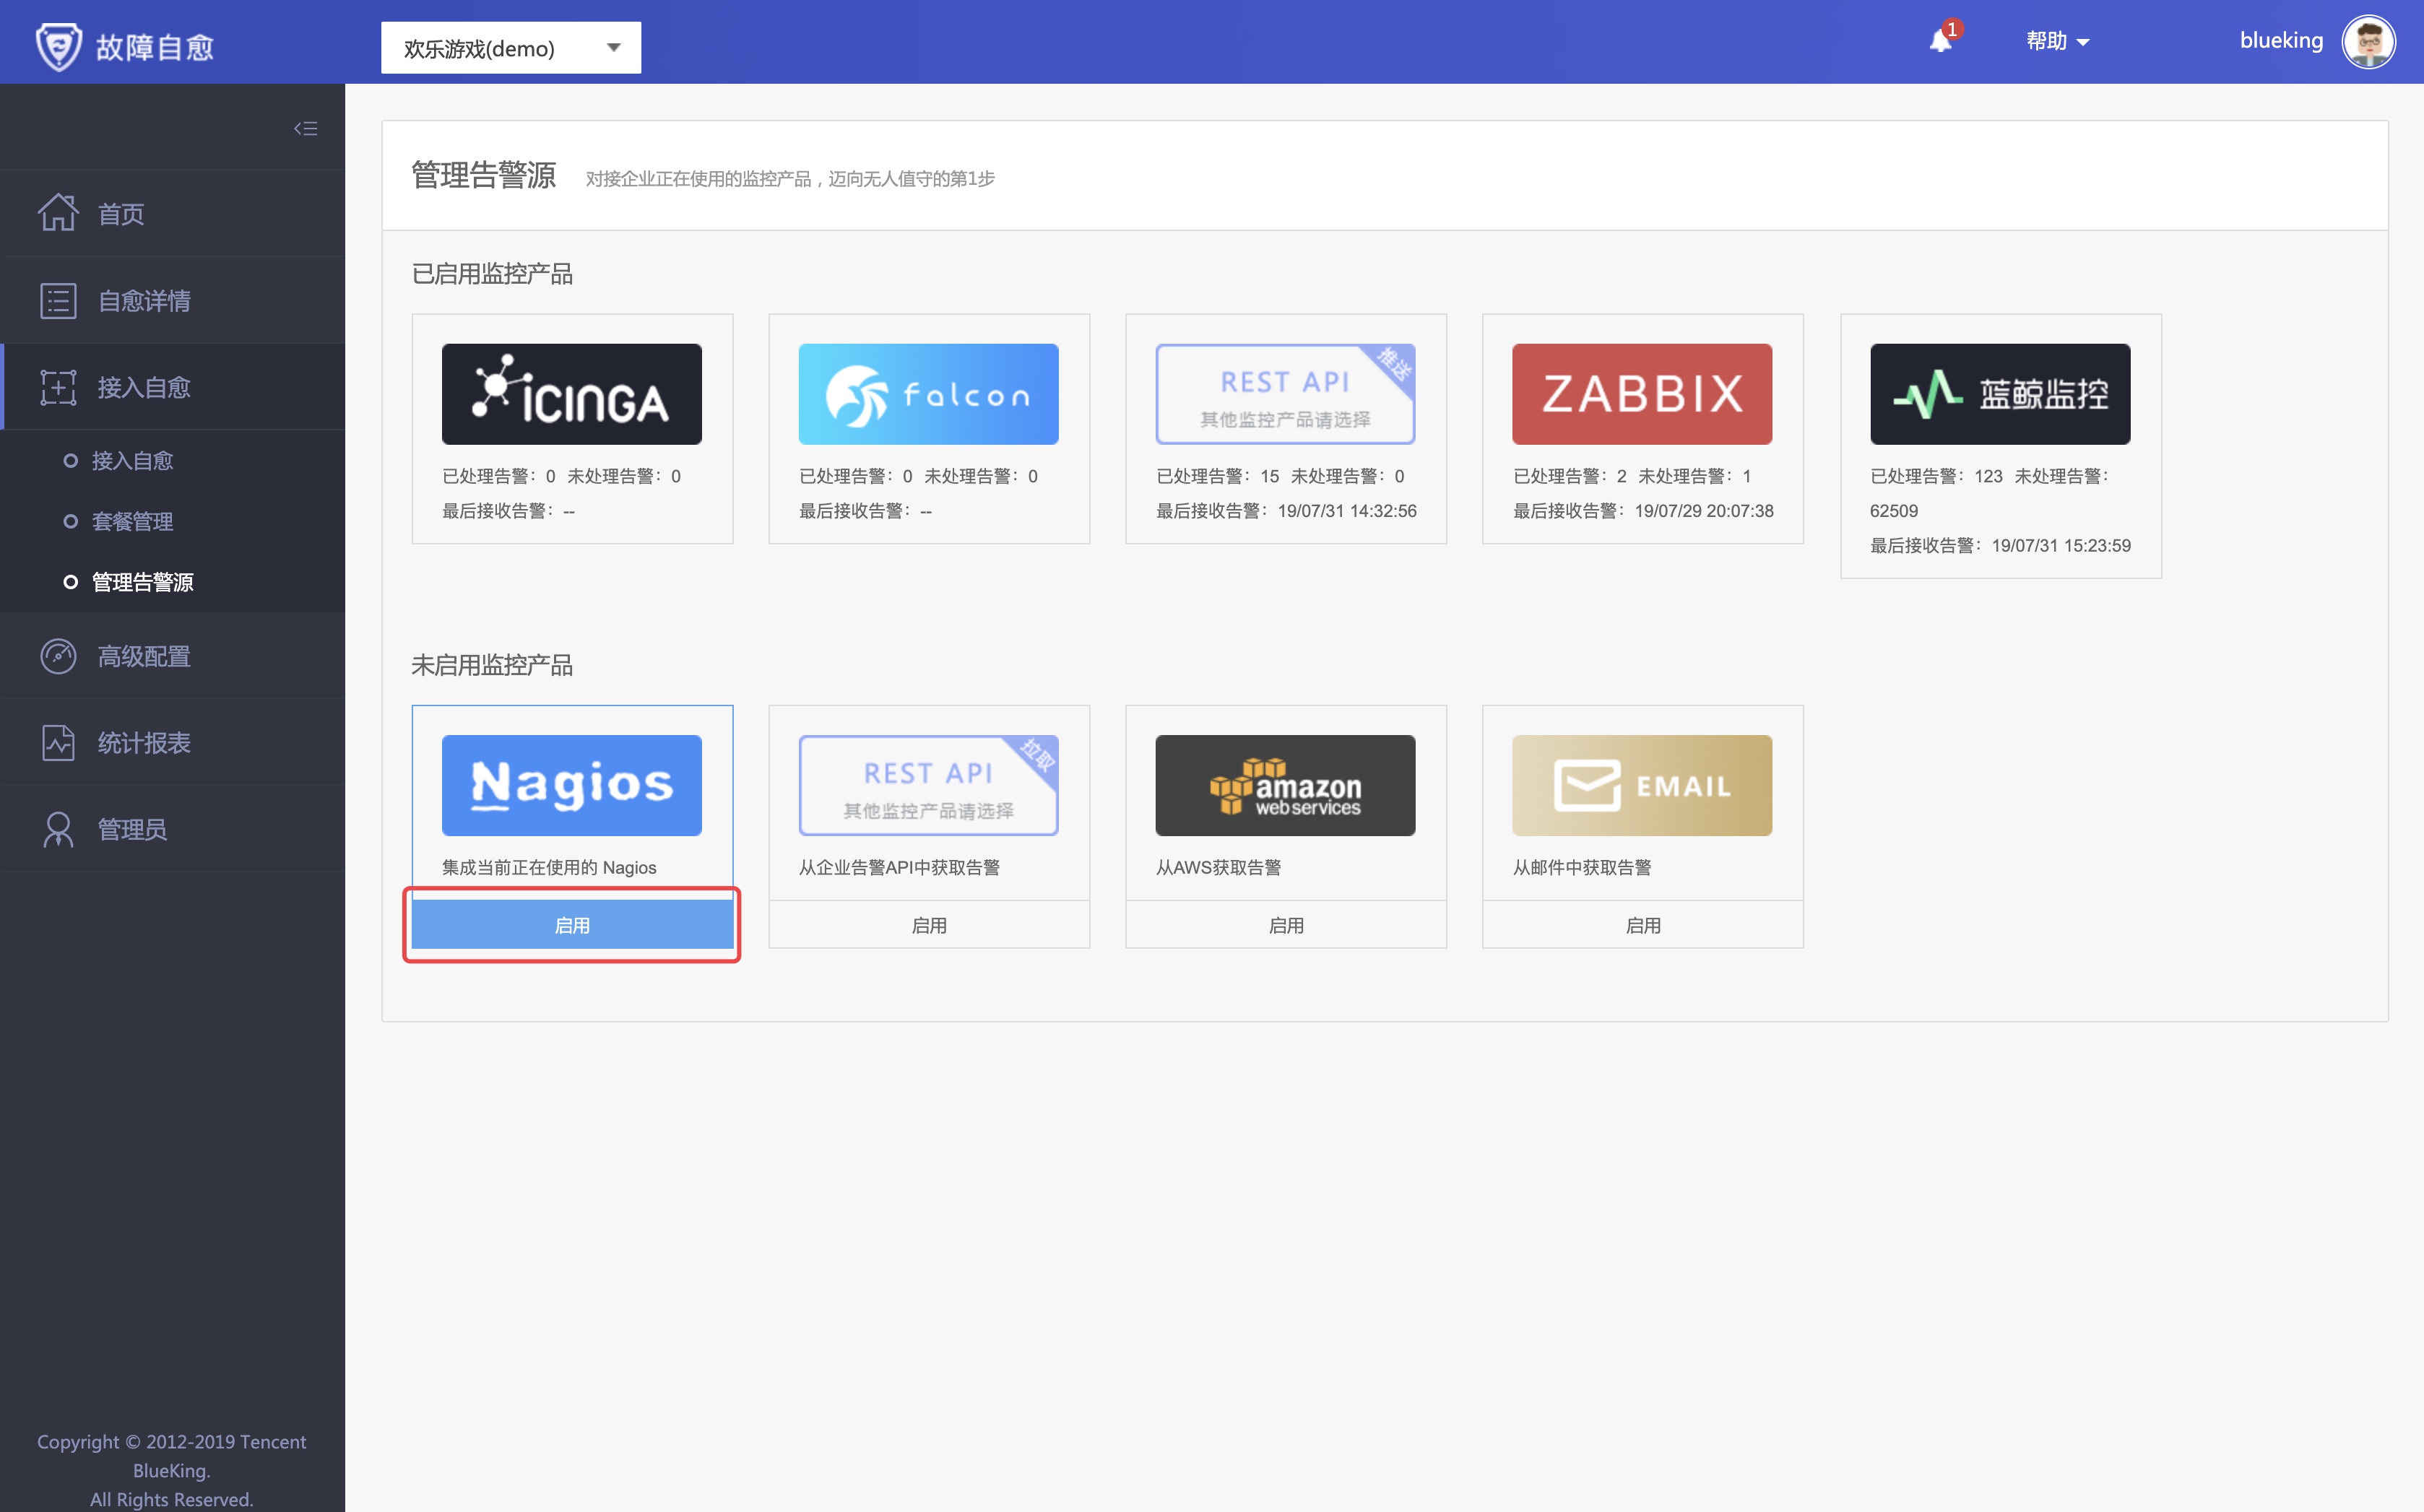 故障自愈
欢乐游戏(demo)
1
帮助
blueking
首页
自愈详情
接入自愈
接入自愈
套餐管理
管理告警源
高级配置
统计报表
管理员
Copyright © 2012-2019 Tencent
BlueKing.
All Rights Reserved.
管理告警源 对接企业正在使用的监控产品，迈向无人值守的第1步
已启用监控产品
ICINGA
已处理告警：0 未处理告警：0
最后接收告警：--
falcon
已处理告警：0 未处理告警：0
最后接收告警：--
推送
REST API
其他监控产品请选择
已处理告警：15 未处理告警：0
最后接收告警：19/07/31 14:32:56
ZABBIX
已处理告警：2 未处理告警：1
最后接收告警：19/07/29 20:07:38
蓝鲸监控
已处理告警：123 未处理告警：
62509
最后接收告警：19/07/31 15:23:59
未启用监控产品
Nagios
集成当前正在使用的 Nagios
启用
拉取
REST API
其他监控产品请选择
从企业告警API中获取告警
启用
amazon
web services
从AWS获取告警
启用
EMAIL
从邮件中获取告警
启用